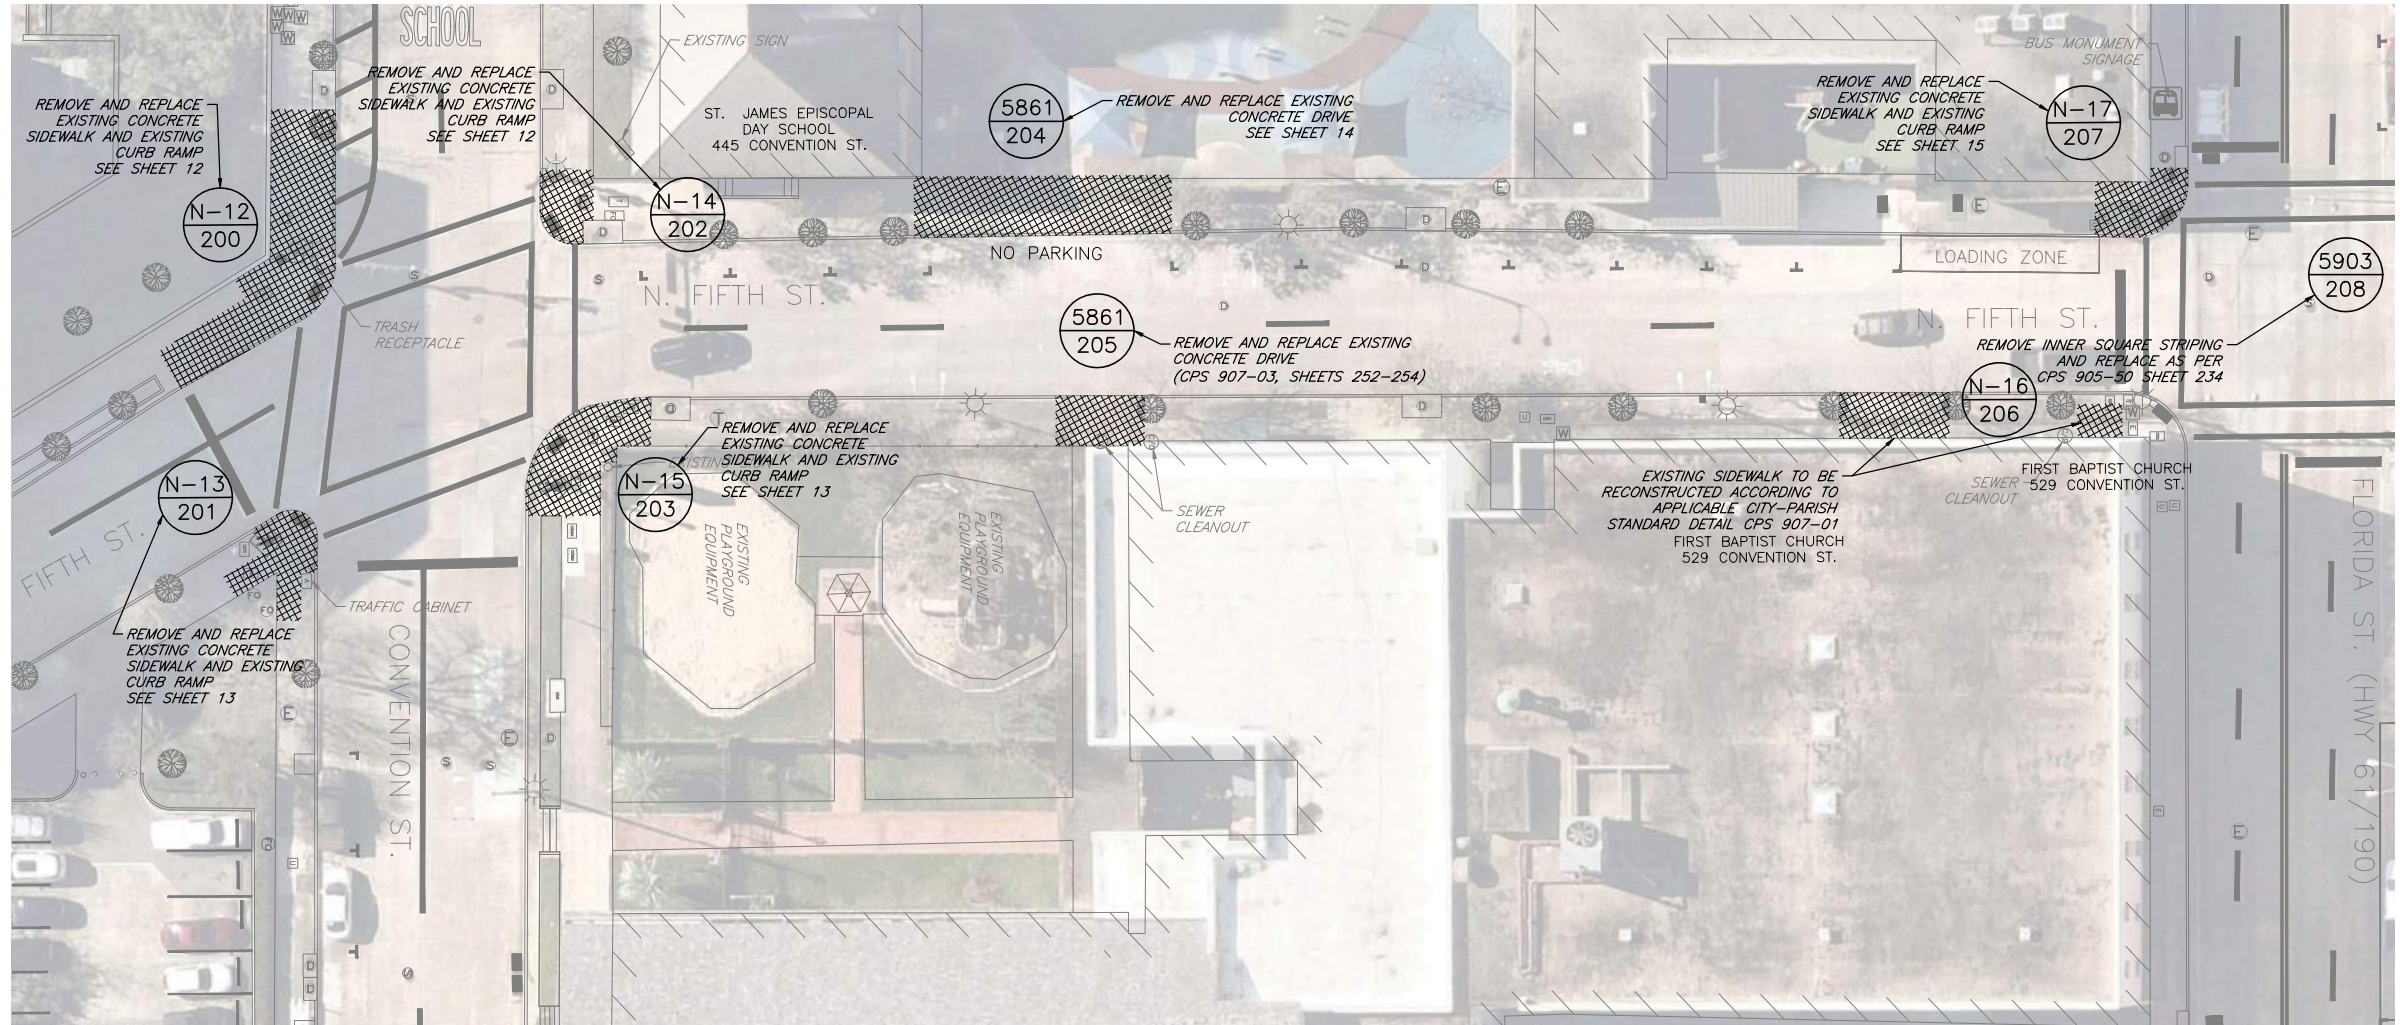 SCHOOL
REMOVE AND REPLACE
EXISTING CONCRETE
SIDEWALK AND EXISTING
CURB RAMP
SEE SHEET 12
N-12
200
REMOVE AND REPLACE
EXISTING CONCRETE
SIDEWALK AND EXISTING
CURB RAMP
SEE SHEET 12
N-14
202
EXISTING SIGN
ST. JAMES EPISCOPAL
DAY SCHOOL
445 CONVENTION ST.
5861
204
REMOVE AND REPLACE EXISTING
CONCRETE DRIVE
SEE SHEET 14
REMOVE AND REPLACE
EXISTING CONCRETE
SIDEWALK AND EXISTING
CURB RAMP
SEE SHEET 15
N-17
207
BUS MONUMENT
SIGNAGE
NO PARKING
LOADING ZONE
N. FIFTH ST.
N. FIFTH ST.
5903
208
REMOVE INNER SQUARE STRIPING
AND REPLACE AS PER
CPS 905-50 SHEET 234
TRASH
RECEPTACLE
5861
205
REMOVE AND REPLACE EXISTING
CONCRETE DRIVE
(CPS 907-03, SHEETS 252-254)
N-16
206
N-13
201
REMOVE AND REPLACE
EXISTING CONCRETE
SIDEWALK AND EXISTING
CURB RAMP
SEE SHEET 13
N-15
203
REMOVE AND REPLACE
EXISTING CONCRETE
SIDEWALK AND EXISTING
CURB RAMP
SEE SHEET 13
EXISTING
EXISTING
PLAYGROUND
EQUIPMENT
EXISTING
PLAYGROUND
EQUIPMENT
SEWER
CLEANOUT
EXISTING SIDEWALK TO BE
RECONSTRUCTED ACCORDING TO
APPLICABLE CITY-PARISH
STANDARD DETAIL CPS 907-01
FIRST BAPTIST CHURCH
529 CONVENTION ST.
SEWER
CLEANOUT
FIRST BAPTIST CHURCH
529 CONVENTION ST.
FIFTH ST.
TRAFFIC CABINET
CONVENTION ST.
FLORIDA ST. (HWY 61/190)